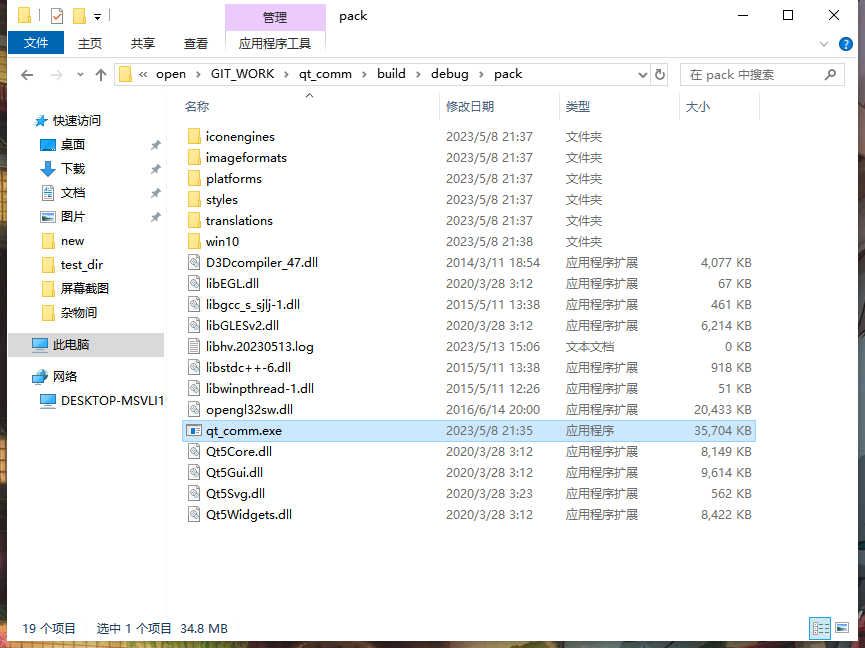 管理
pack
文件
主页
共享
查看
应用程序工具
« open › GIT_WORK › qt_comm › build › debug › pack
在 pack 中搜索
名称 修改日期 类型 大小
快速访问
桌面
下载
文档
图片
new
test_dir
屏幕截图
杂物间
此电脑
网络
DESKTOP-MSVLI1
iconengines 2023/5/8 21:37 文件夹
imageformats 2023/5/8 21:37 文件夹
platforms 2023/5/8 21:37 文件夹
styles 2023/5/8 21:37 文件夹
translations 2023/5/8 21:37 文件夹
win10 2023/5/8 21:38 文件夹
D3Dcompiler_47.dll 2014/3/11 18:54 应用程序扩展 4,077 KB
libEGL.dll 2020/3/28 3:12 应用程序扩展 67 KB
libgcc_s_sjlj-1.dll 2015/5/11 13:38 应用程序扩展 461 KB
libGLESv2.dll 2020/3/28 3:12 应用程序扩展 6,214 KB
libhv.20230513.log 2023/5/13 15:06 文本文档 0 KB
libstdc++-6.dll 2015/5/11 13:38 应用程序扩展 918 KB
libwinpthread-1.dll 2015/5/11 12:26 应用程序扩展 51 KB
opengl32sw.dll 2016/6/14 20:00 应用程序扩展 20,433 KB
qt_comm.exe 2023/5/8 21:35 应用程序 35,704 KB
Qt5Core.dll 2020/3/28 3:12 应用程序扩展 8,149 KB
Qt5Gui.dll 2020/3/28 3:12 应用程序扩展 9,614 KB
Qt5Svg.dll 2020/3/28 3:23 应用程序扩展 562 KB
Qt5Widgets.dll 2020/3/28 3:12 应用程序扩展 8,422 KB
19 个项目 选中 1 个项目 34.8 MB